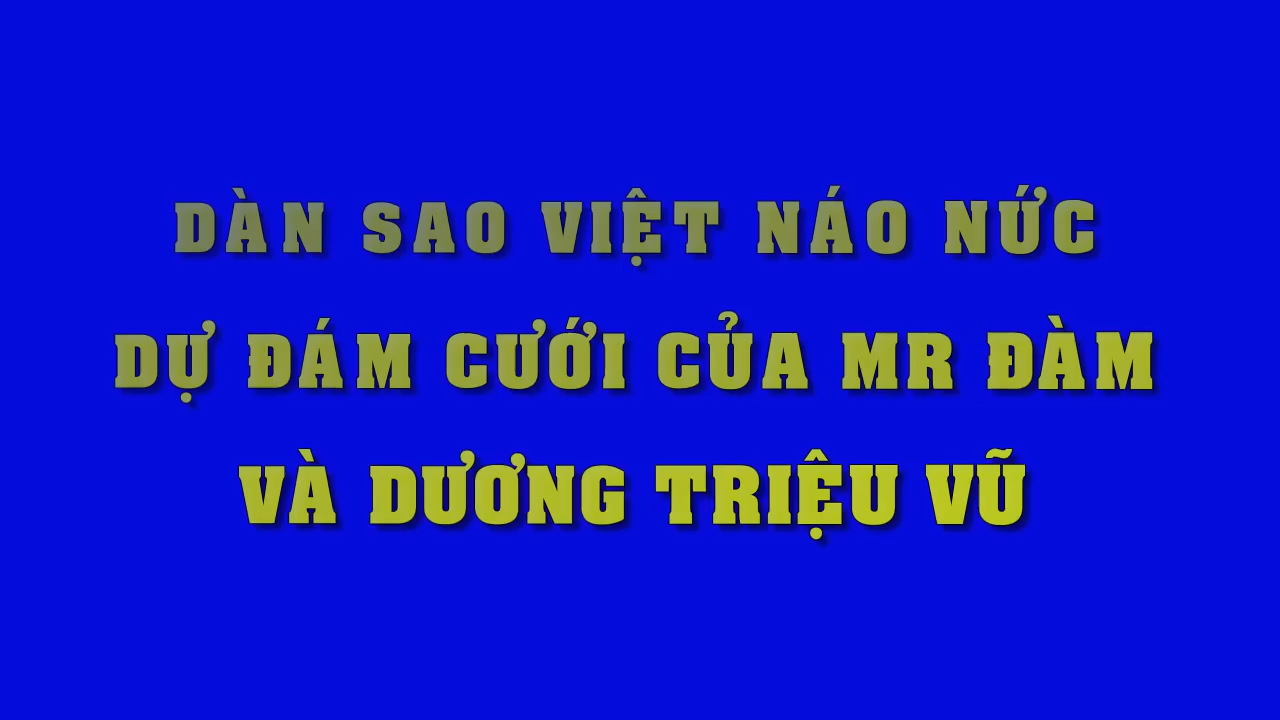 DÀN SAO VIỆT NÁO NỨC
DỰ ĐÁM CƯỚI CỦA MR ĐÀM
VÀ DƯƠNG TRIỆU VŨ